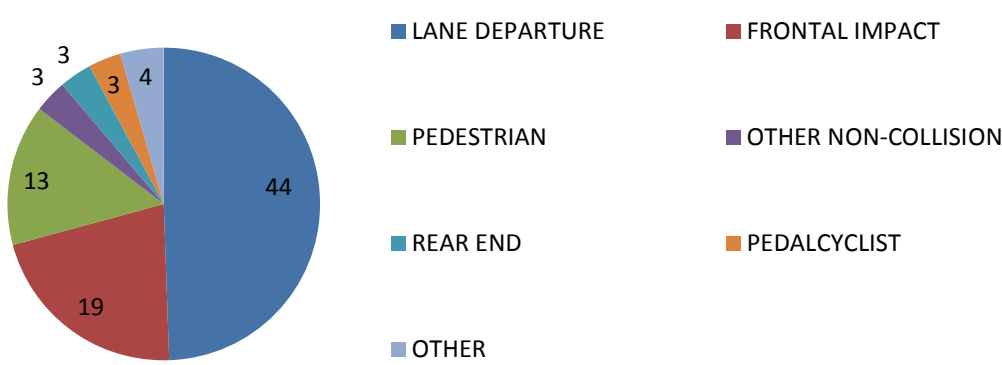 3
3
3
4
13
44
19
LANE DEPARTURE
FRONTAL IMPACT
PEDESTRIAN
OTHER NON-COLLISION
REAR END
PEDALCYCLIST
OTHER